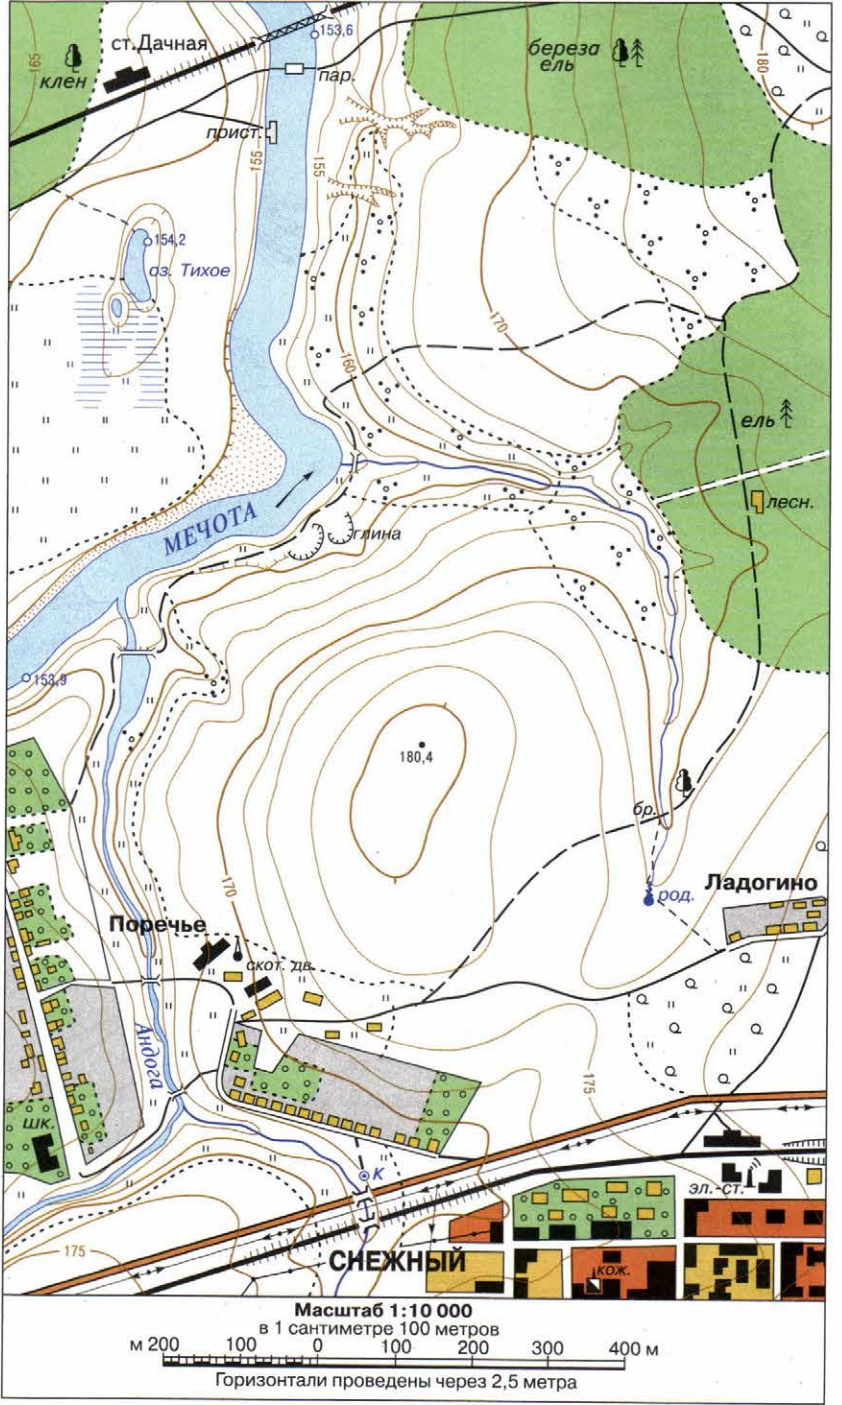 ст.Дачная
153,6
пар.
береза
ель
180
165
клен
прист.
155
155
154,2
оз. Тихое
170
160
ель
лесн.
МЕЧОТА
глина
153,9
180,4
бр.
170
род.
Ладогино
Поречье
скот. дв.
Андога
175
шк.
К
эл.-ст.
175
СНЕЖНЫЙ
кож.
Масштаб 1:10 000
в 1 сантиметре 100 метров
м 200 100 0 100 200 300 400 м
Горизонтали проведены через 2,5 метра